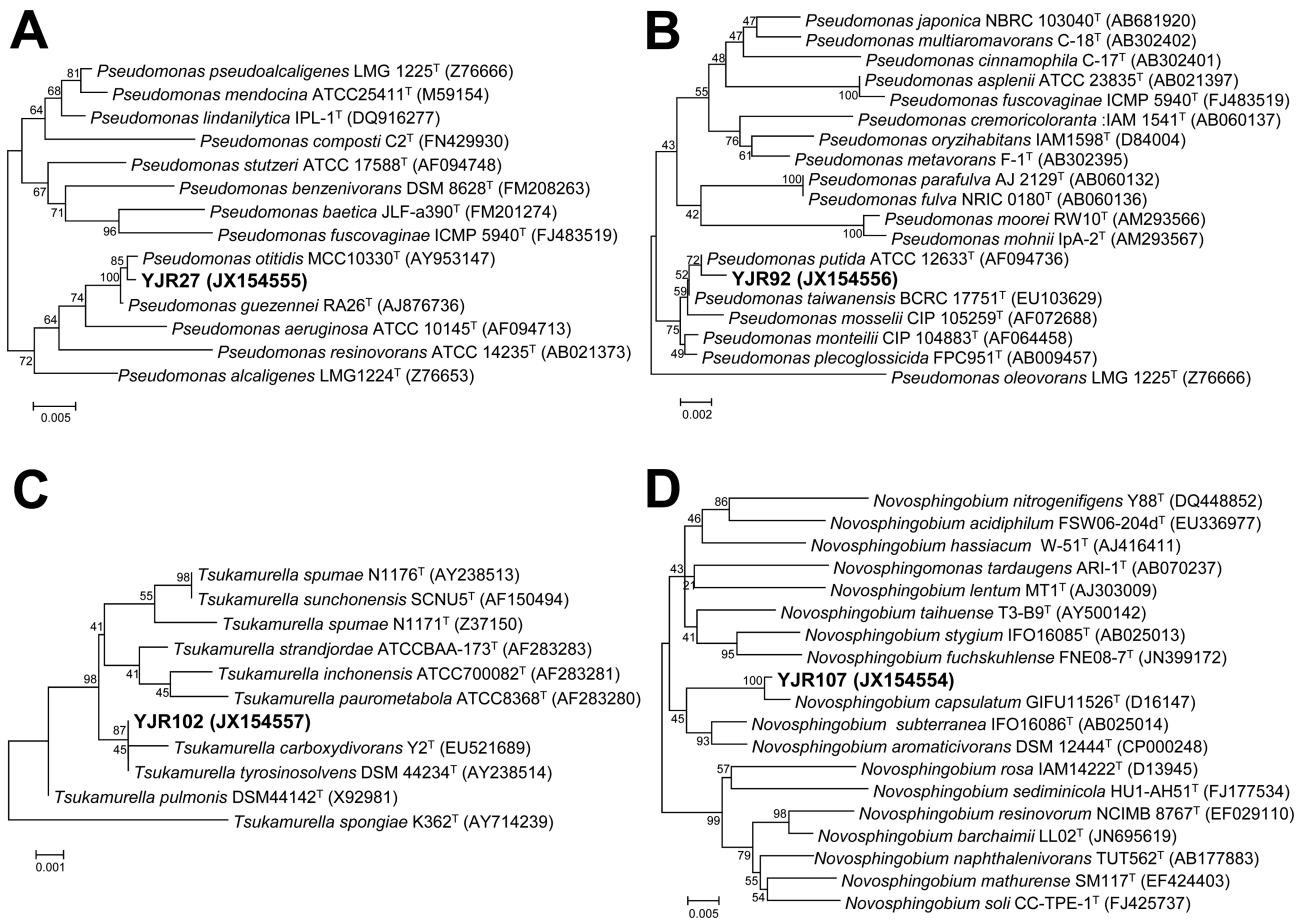 A
81
Pseudomonas pseudoalcaligenes LMG 1225T (Z76666)
68
Pseudomonas mendocina ATCC25411T (M59154)
64
Pseudomonas lindanilytica IPL-1T (DQ916277)
Pseudomonas composti C2T (FN429930)
Pseudomonas stutzeri ATCC 17588T (AF094748)
67
Pseudomonas benzenivorans DSM 8628T (FM208263)
71
Pseudomonas baetica JLF-a390T (FM201274)
96
Pseudomonas fuscovaginae ICMP 5940T (FJ483519)
85
Pseudomonas otitidis MCC10330T (AY953147)
100
YJR27 (JX154555)
74
Pseudomonas guezennei RA26T (AJ876736)
64
Pseudomonas aeruginosa ATCC 10145T (AF094713)
Pseudomonas resinovorans ATCC 14235T (AB021373)
72
Pseudomonas alcaligenes LMG1224T (Z76653)
0.005
B
47
Pseudomonas japonica NBRC 103040T (AB681920)
47
Pseudomonas multiaromavorans C-18T (AB302402)
48
Pseudomonas cinnamophila C-17T (AB302401)
Pseudomonas asplenii ATCC 23835T (AB021397)
55
100
Pseudomonas fuscovaginae ICMP 5940T (FJ483519)
Pseudomonas cremoricoloranta :IAM 1541T (AB060137)
76
Pseudomonas oryzihabitans IAM1598T (D84004)
43
61
Pseudomonas metavorans F-1T (AB302395)
100
Pseudomonas parafulva AJ 2129T (AB060132)
Pseudomonas fulva NRIC 0180T (AB060136)
42
Pseudomonas moorei RW10T (AM293566)
100
Pseudomonas mohnii IpA-2T (AM293567)
72
Pseudomonas putida ATCC 12633T (AF094736)
52
YJR92 (JX154556)
59
Pseudomonas taiwanensis BCRC 17751T (EU103629)
Pseudomonas mosselii CIP 105259T (AF072688)
75
Pseudomonas monteilii CIP 104883T (AF064458)
49
Pseudomonas plecoglossicida FPC951T (AB009457)
Pseudomonas oleovorans LMG 1225T (Z76666)
0.002
C
98
Tsukamurella spumae N1176T (AY238513)
55
Tsukamurella sunchonensis SCNU5T (AF150494)
Tsukamurella spumae N1171T (Z37150)
41
Tsukamurella strandjordae ATCCBAA-173T (AF283283)
41
Tsukamurella inchonensis ATCC700082T (AF283281)
98
45
Tsukamurella paurometabola ATCC8368T (AF283280)
87
YJR102 (JX154557)
45
Tsukamurella carboxydivorans Y2T (EU521689)
Tsukamurella tyrosinosolvens DSM 44234T (AY238514)
Tsukamurella pulmonis DSM44142T (X92981)
Tsukamurella spongiae K362T (AY714239)
0.001
D
86
Novosphingobium nitrogenifigens Y88T (DQ448852)
46
Novosphingobium acidiphilum FSW06-204dT (EU336977)
Novosphingobium hassiacum W-51T (AJ416411)
43
Novosphingomonas tardaugens ARI-1T (AB070237)
21
Novosphingobium lentum MT1T (AJ303009)
Novosphingobium taihuense T3-B9T (AY500142)
41
Novosphingobium stygium IFO16085T (AB025013)
95
Novosphingobium fuchskuhlense FNE08-7T (JN399172)
100
YJR107 (JX154554)
Novosphingobium capsulatum GIFU11526T (D16147)
45
Novosphingobium subterranea IFO16086T (AB025014)
93
Novosphingobium aromaticivorans DSM 12444T (CP000248)
57
Novosphingobium rosa IAM14222T (D13945)
Novosphingobium sediminicola HU1-AH51T (FJ177534)
99
98
Novosphingobium resinovorum NCIMB 8767T (EF029110)
Novosphingobium barchaimii LL02T (JN695619)
79
Novosphingobium naphthalenivorans TUT562T (AB177883)
55
Novosphingobium mathurense SM117T (EF424403)
54
Novosphingobium soli CC-TPE-1T (FJ425737)
0.005